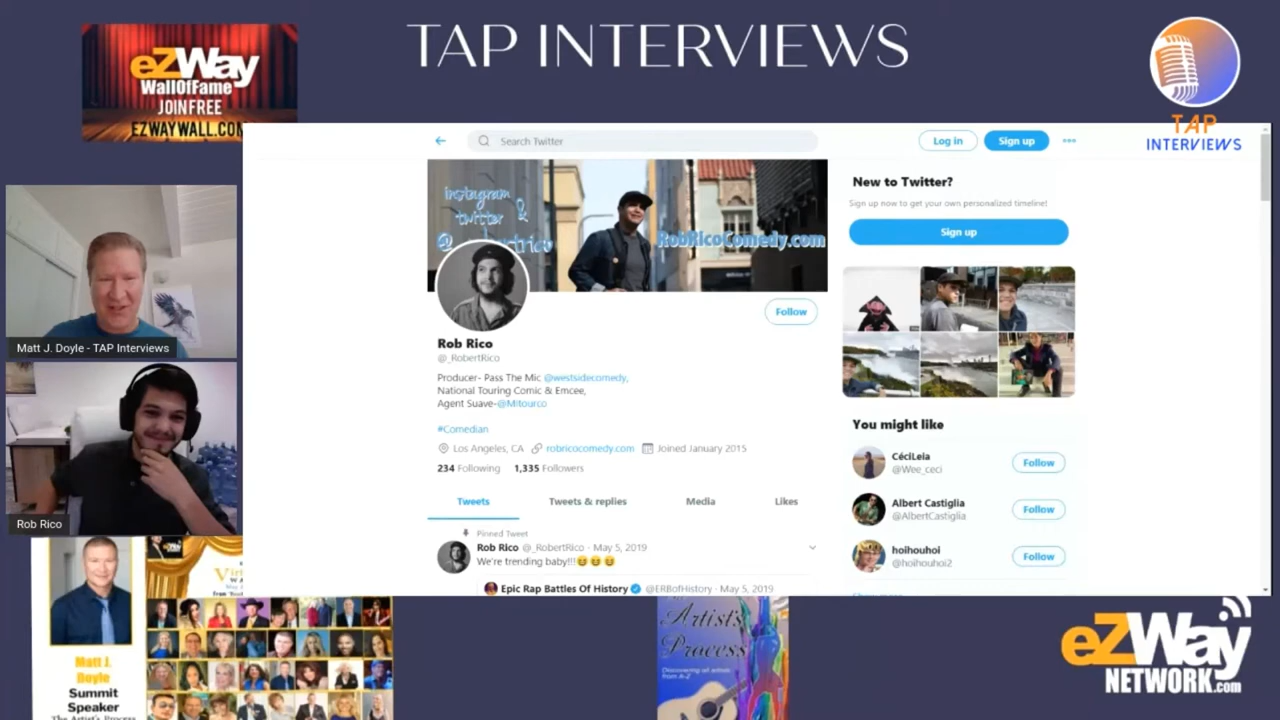 TAP INTERVIEWS
eZWay
WallOfFame
JOIN FREE
EZWAYWALL.COM
TAP
INTERVIEWS
Search Twitter
Log in
Sign up
instagram
twitter &
RobRicoComedy.com
Follow
Rob Rico
@_RobertRico
Producer- Pass The Mic @westsidecomedy,
National Touring Comic & Emcee,
Agent Suave-@Mitourco
#Comedian
Los Angeles, CA robricocomedy.com Joined January 2015
234 Following 1,335 Followers
Tweets Tweets & replies Media Likes
Pinned Tweet
Rob Rico @_RobertRico · May 5, 2019
We're trending baby!!!
Epic Rap Battles Of History @ERBofHistory · May 5, 2019
New to Twitter?
Sign up now to get your own personalized timeline!
Sign up
You might like
CéciLeia
@Wee_ceci
Follow
Albert Castiglia
@AlbertCastiglia
Follow
hoihouhoi
@hoihouhoi2
Follow
Matt J. Doyle - TAP Interviews
Rob Rico
Matt J.
Doyle
Summit
Speaker
The Artist's Process
Artist's
Process
Discovering all artists
from A-Z
eZWay
NETWORK.com